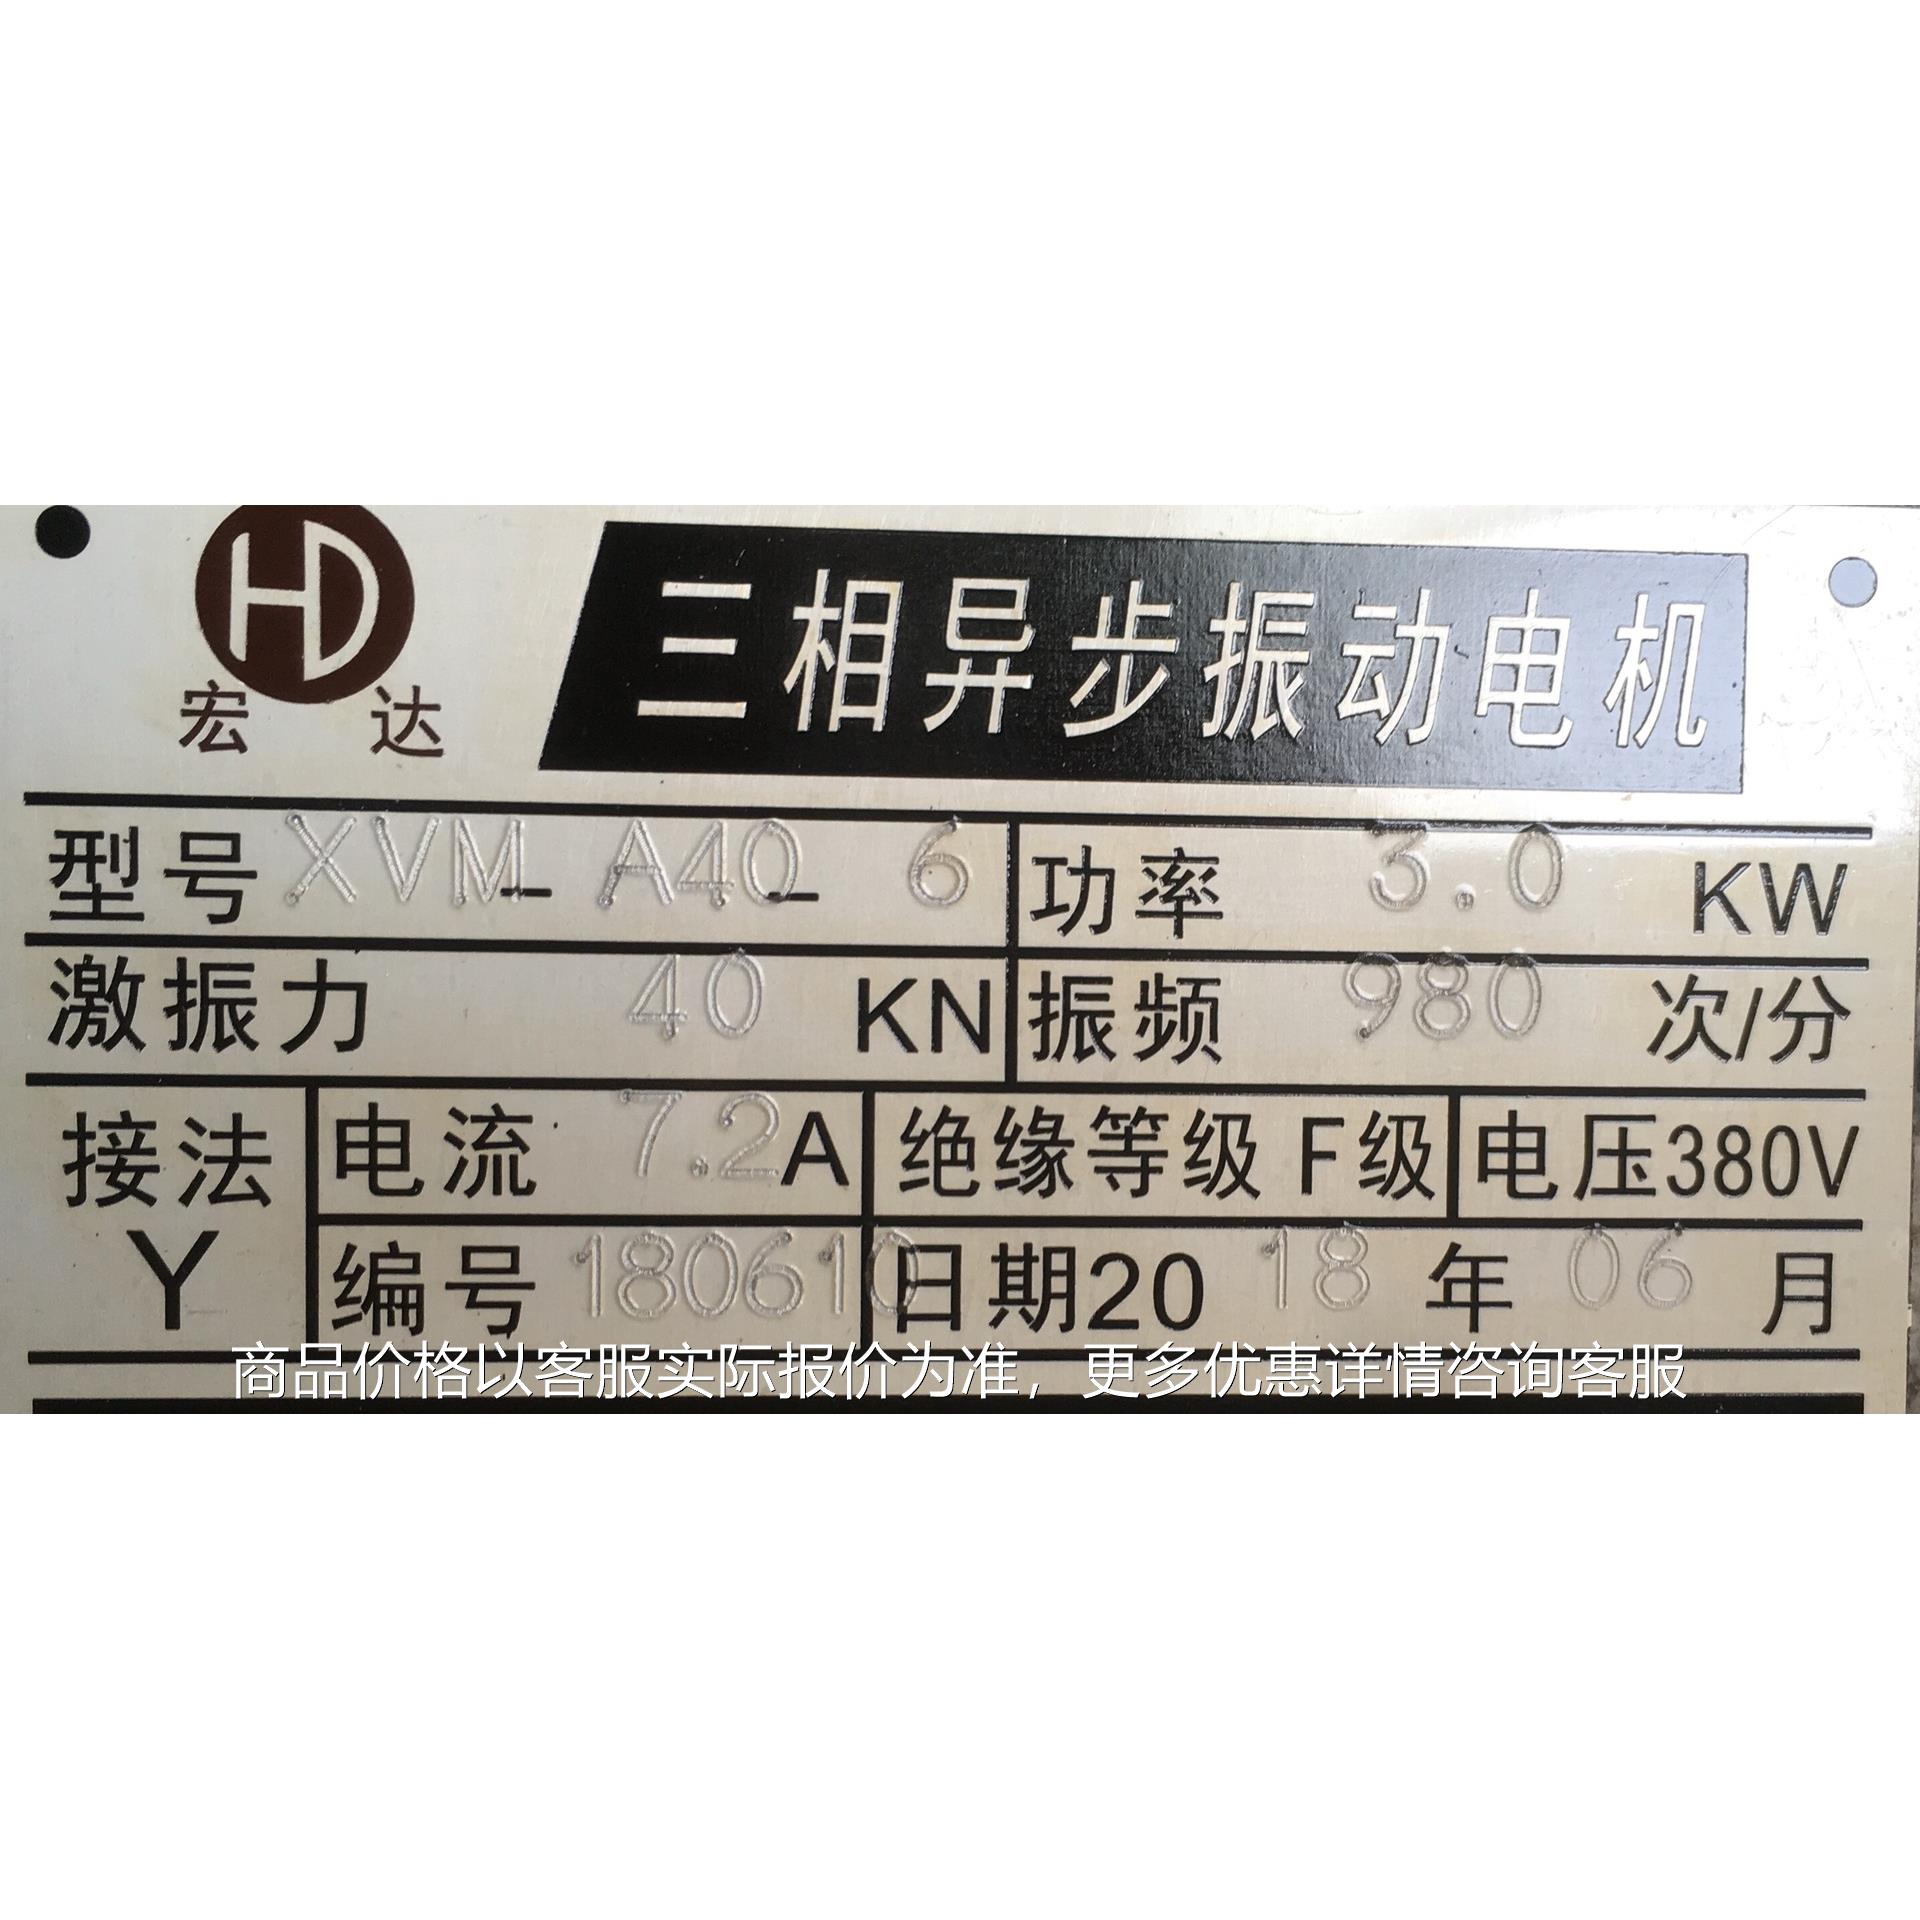 HD
宏达
三相异步振动电机
型号 XVM-A40-6 功率 3.0 KW
激振力 40 KN 振频 980 次/分
接法 电流 7.2A 绝缘等级 F级 电压380V
Y 编号 180610 日期2018年06月
商品价格以客服实际报价为准，更多优惠详情咨询客服